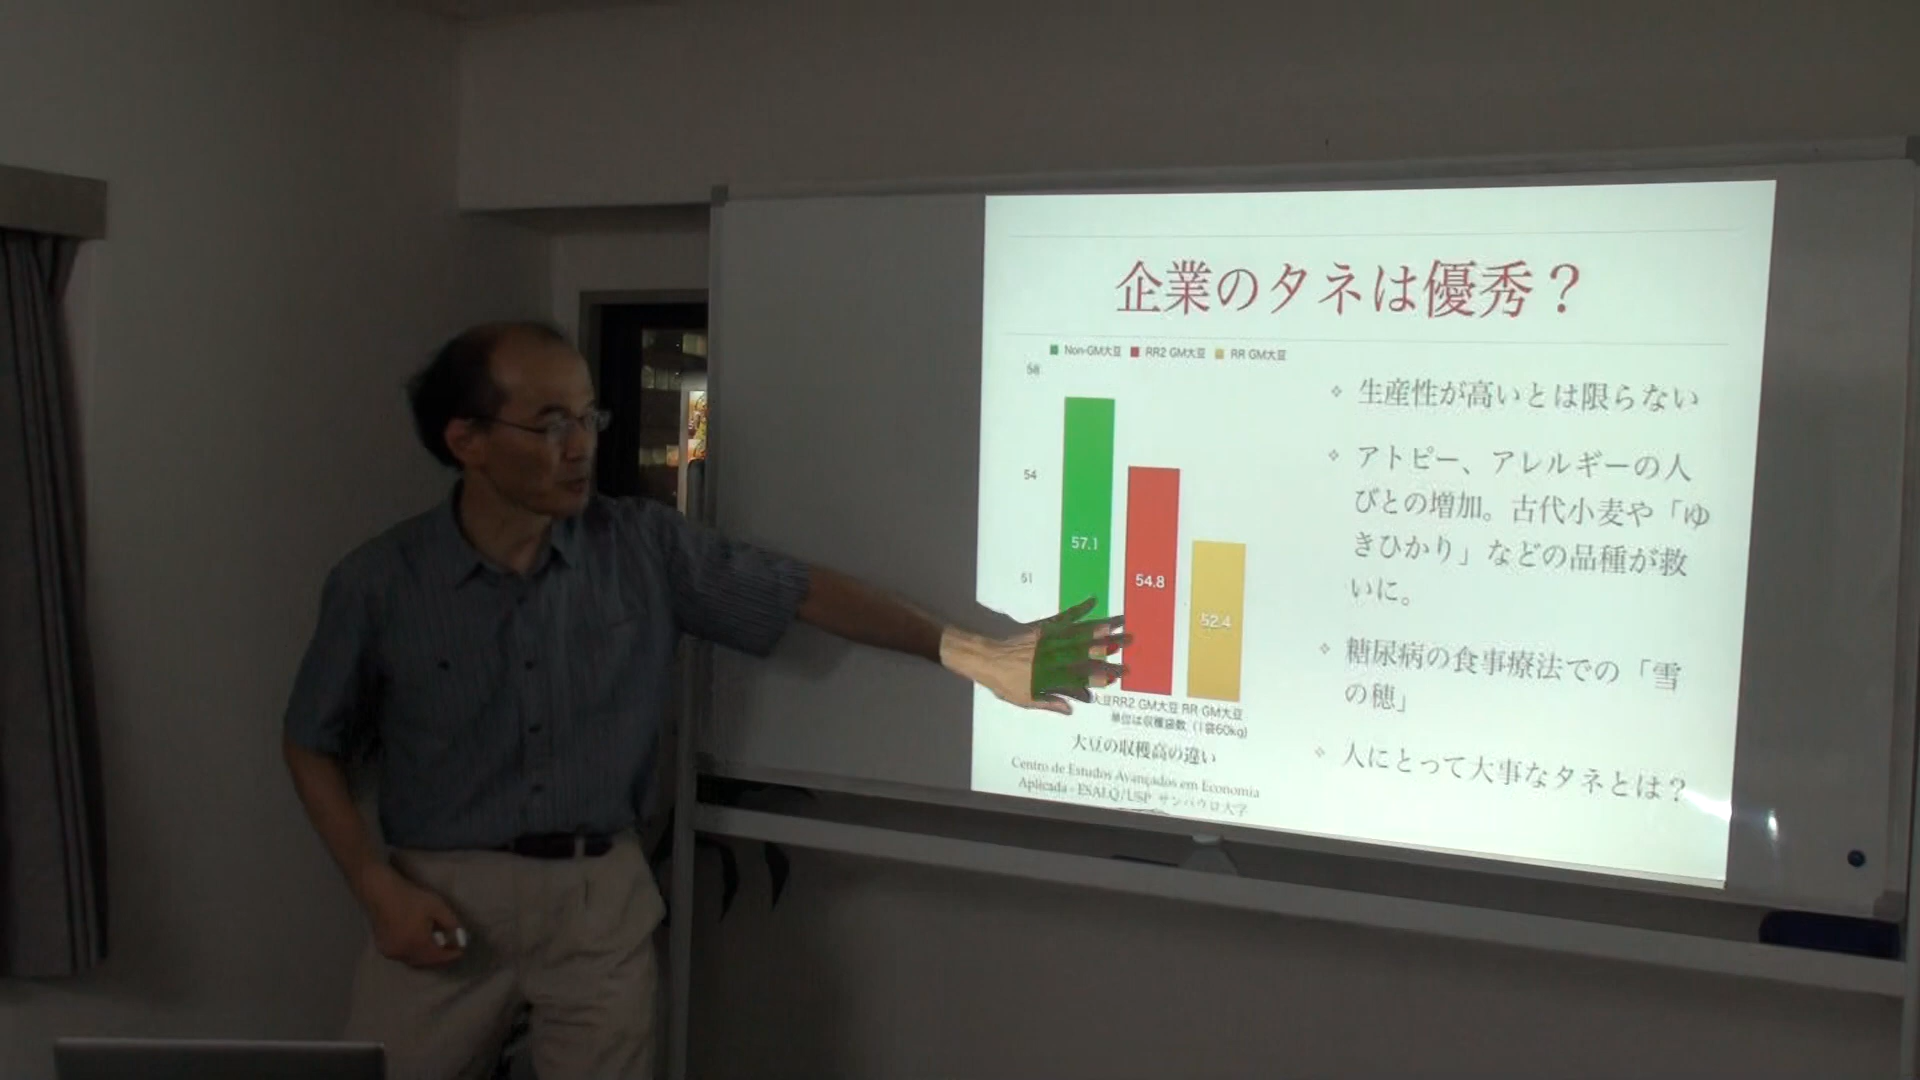 企業のタネは優秀？
Non-GM大豆 RR2 GM大豆 RR GM大豆
58
54
51
57.1
54.8
52.4
大豆RR2 GM大豆 RR GM大豆
単位は収穫袋数（1袋60kg)
大豆の収穫高の違い
Centro de Estudos Avançados em Economia
Aplicada - ESALQ/USP サンパウロ大学
生産性が高いとは限らない
アトピー、アレルギーの人
びとの増加。古代小麦や「ゆ
きひかり」などの品種が救
いに。
糖尿病の食事療法での「雪
の穂」
人にとって大事なタネとは？